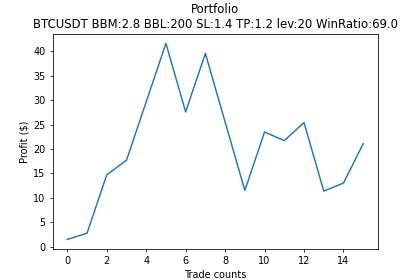 Portfolio
BTCUSDT BBM:2.8 BBL:200 SL:1.4 TP:1.2 lev:20 WinRatio:69.0
40
35
30
25
20
15
10
5
0
Profit ($)
0 2 4 6 8 10 12 14
Trade counts